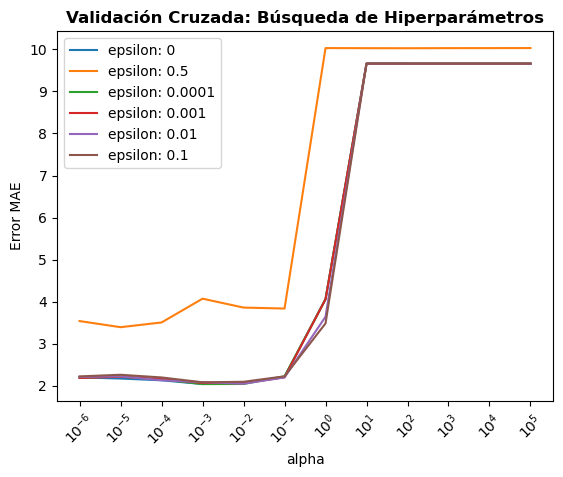 Validación Cruzada: Búsqueda de Hiperparámetros
epsilon: 0
epsilon: 0.5
epsilon: 0.0001
epsilon: 0.001
epsilon: 0.01
epsilon: 0.1
Error MAE
10
9
8
7
6
5
4
3
2
10⁻⁶
10⁻⁵
10⁻⁴
10⁻³
10⁻²
10⁻¹
10⁰
10¹
10²
10³
10⁴
10⁵
alpha